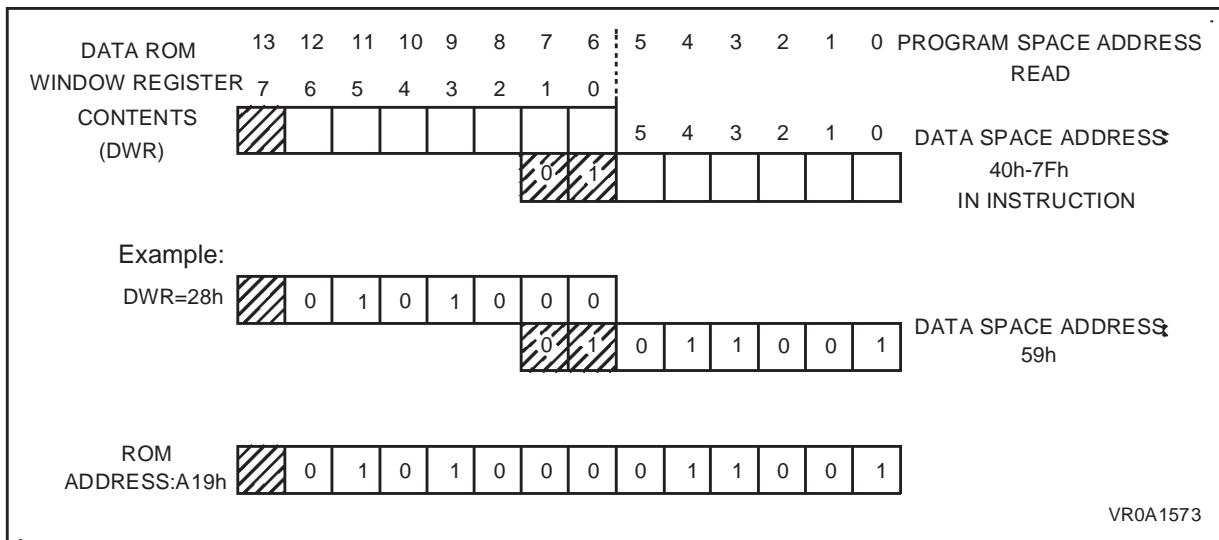 DATA ROM 13 12 11 10 9 8 7 6 5 4 3 2 1 0 PROGRAM SPACE ADDRESS
READ
WINDOW REGISTER 7 6 5 4 3 2 1 0
CONTENTS
(DWR)
5 4 3 2 1 0 DATA SPACE ADDRESS:
40h-7Fh
0 1
IN INSTRUCTION
Example:
DWR=28h 0 1 0 1 0 0 0
0 1 0 1 1 0 0 1 DATA SPACE ADDRESS:
59h
ROM
ADDRESS:A19h 0 1 0 1 0 0 0 0 1 1 0 0 1
VR0A1573